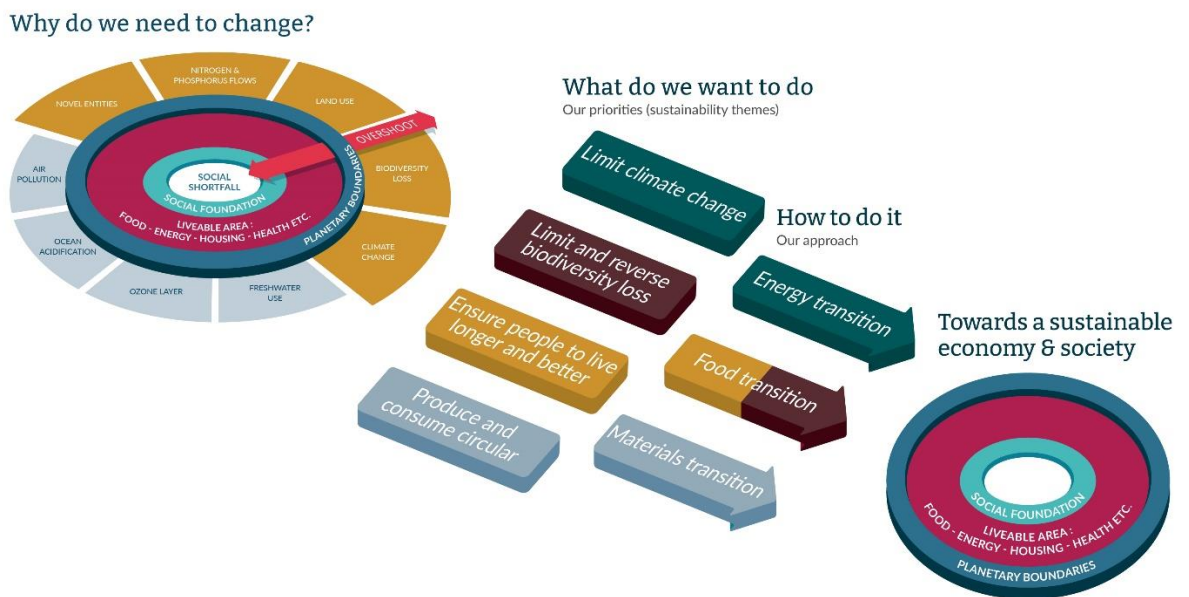 Why do we need to change?
NITROGEN &
PHOSPHORUS FLOWS
NOVEL ENTITIES
LAND USE
OVERSHOOT
AIR
POLLUTION
SOCIAL
SHORTFALL
BIODIVERSITY
LOSS
SOCIAL FOUNDATION
LIVEABLE AREA :
FOOD - ENERGY - HOUSING - HEALTH ETC.
PLANETARY BOUNDARIES
OCEAN
ACIDIFICATION
CLIMATE
CHANGE
OZONE LAYER
FRESHWATER
USE
What do we want to do
Our priorities (sustainability themes)
Limit climate change
Limit and reverse
biodiversity loss
Ensure people to live
longer and better
Produce and
consume circular
How to do it
Our approach
Energy transition
Food transition
Materials transition
Towards a sustainable
economy & society
SOCIAL FOUNDATION
LIVEABLE AREA :
FOOD - ENERGY - HOUSING - HEALTH ETC.
PLANETARY BOUNDARIES